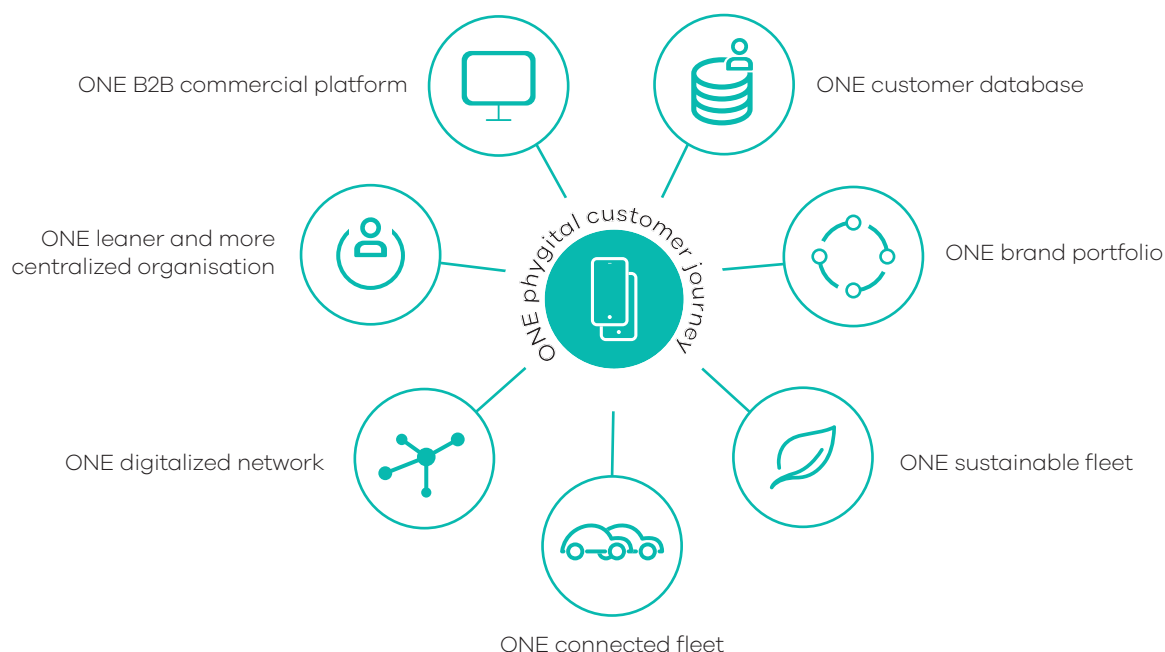 ONE B2B commercial platform
ONE customer database
ONE leaner and more
centralized organisation
ONE phygital customer journey
ONE brand portfolio
ONE digitalized network
ONE sustainable fleet
ONE connected fleet